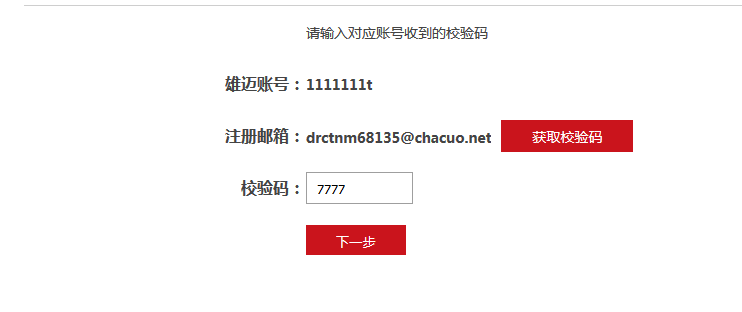 请输入对应账号收到的校验码
雄迈账号：1111111t
注册邮箱：drctnm68135@chacuo.net 获取校验码
校验码：7777
下一步